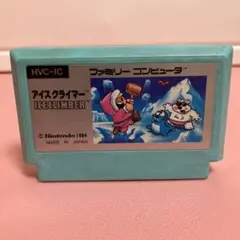 HVC-IC
ファミリー コンピュータ
アイスクライマー
ICE CLIMBER
© Nintendo 1984
MADE IN JAPAN